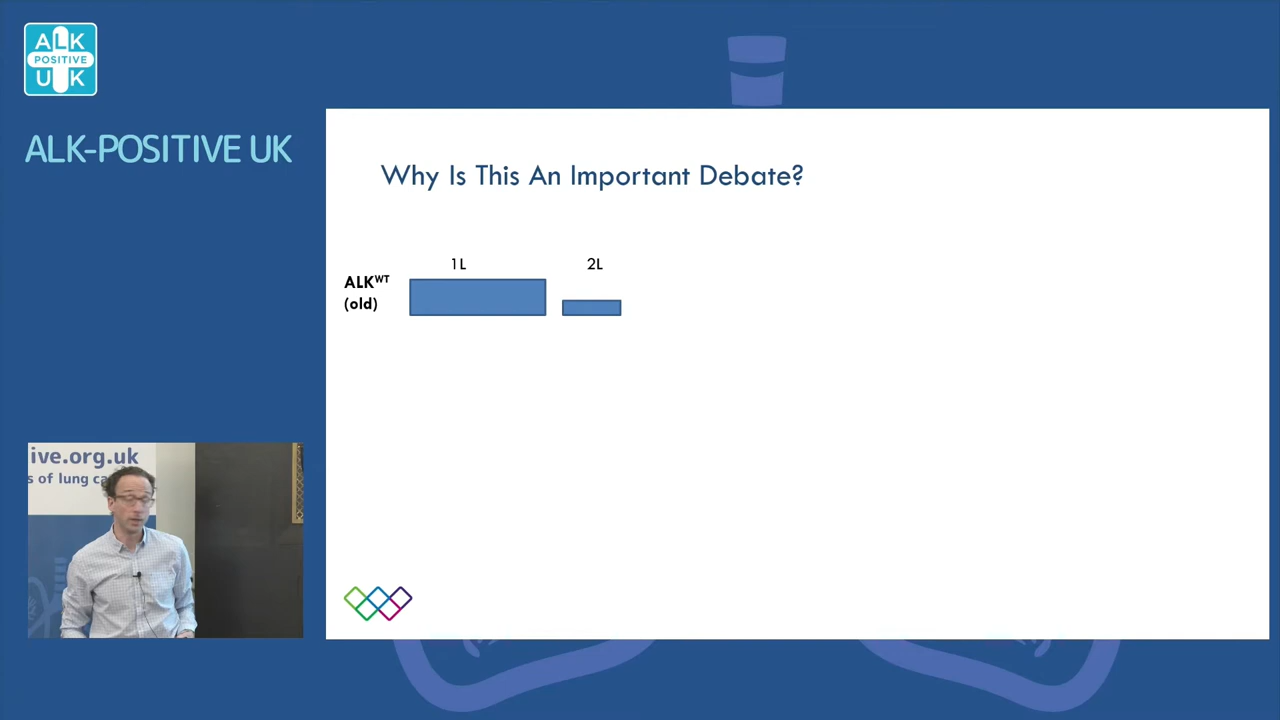 ALK
POSITIVE
UK
ALK-POSITIVE UK
Why Is This An Important Debate?
1L
2L
ALKᵂᵀ
(old)
ive.org.uk
s of lung ca